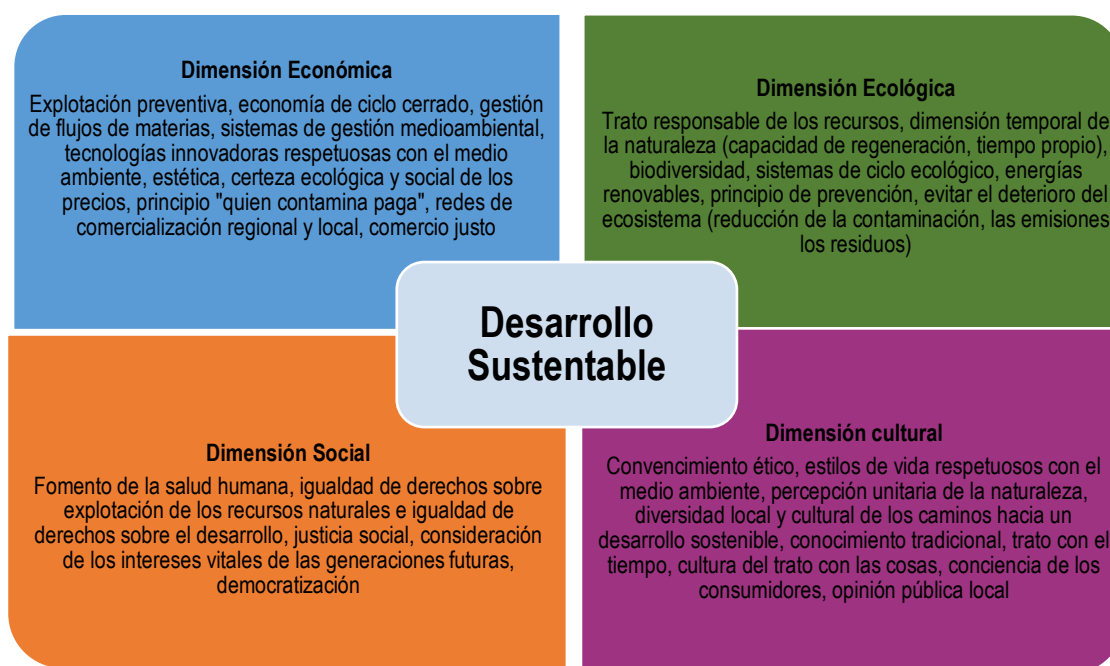 Dimensión Económica
Explotación preventiva, economía de ciclo cerrado, gestión
de flujos de materias, sistemas de gestión medioambiental,
tecnologías innovadoras respetuosas con el medio
ambiente, estética, certeza ecológica y social de los
precios, principio "quien contamina paga", redes de
comercialización regional y local, comercio justo
Dimensión Ecológica
Trato responsable de los recursos, dimensión temporal de
la naturaleza (capacidad de regeneración, tiempo propio),
biodiversidad, sistemas de ciclo ecológico, energías
renovables, principio de prevención, evitar el deterioro del
ecosistema (reducción de la contaminación, las emisiones
los residuos)
Desarrollo
Sustentable
Dimensión Social
Fomento de la salud humana, igualdad de derechos sobre
explotación de los recursos naturales e igualdad de
derechos sobre el desarrollo, justicia social, consideración
de los intereses vitales de las generaciones futuras,
democratización
Dimensión cultural
Convencimiento ético, estilos de vida respetuosos con el
medio ambiente, percepción unitaria de la naturaleza,
diversidad local y cultural de los caminos hacia un
desarrollo sostenible, conocimiento tradicional, trato con el
tiempo, cultura del trato con las cosas, conciencia de los
consumidores, opinión pública local